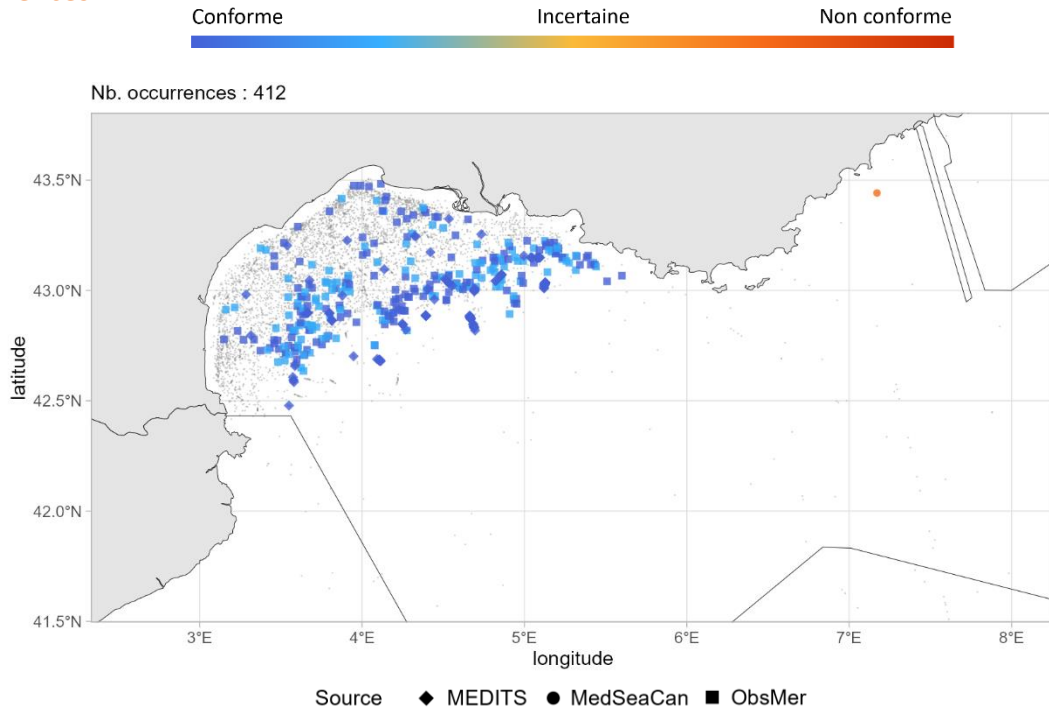 Conforme Incertaine Non conforme
Nb. occurrences : 412
43.5°N
43.0°N
42.5°N
42.0°N
41.5°N
latitude
3°E 4°E 5°E 6°E 7°E 8°E
longitude
Source MEDITS MedSeaCan ObsMer